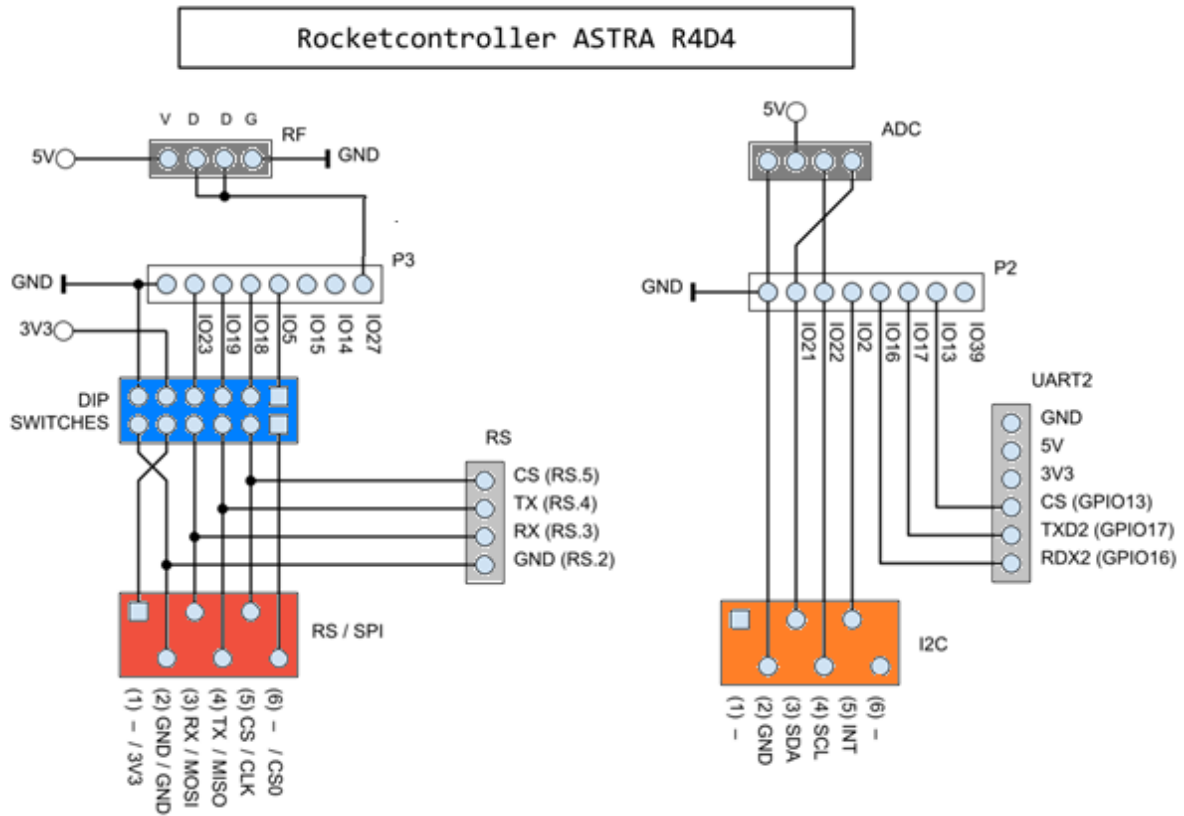 Rocketcontroller ASTRA R4D4
V D D G
RF
5V
GND
P3
GND
3V3
IO23
IO19
IO18
IO5
IO15
IO14
IO27
DIP
SWITCHES
RS
CS (RS.5)
TX (RS.4)
RX (RS.3)
GND (RS.2)
RS / SPI
(1) – / 3V3
(2) GND / GND
(3) RX / MOSI
(4) TX / MISO
(5) CS / CLK
(6) – / CS0
5V
ADC
P2
GND
IO21
IO22
IO2
IO16
IO17
IO13
IO39
UART2
GND
5V
3V3
CS (GPIO13)
TXD2 (GPIO17)
RDX2 (GPIO16)
I2C
(1) –
(2) GND
(3) SDA
(4) SCL
(5) INT
(6) –